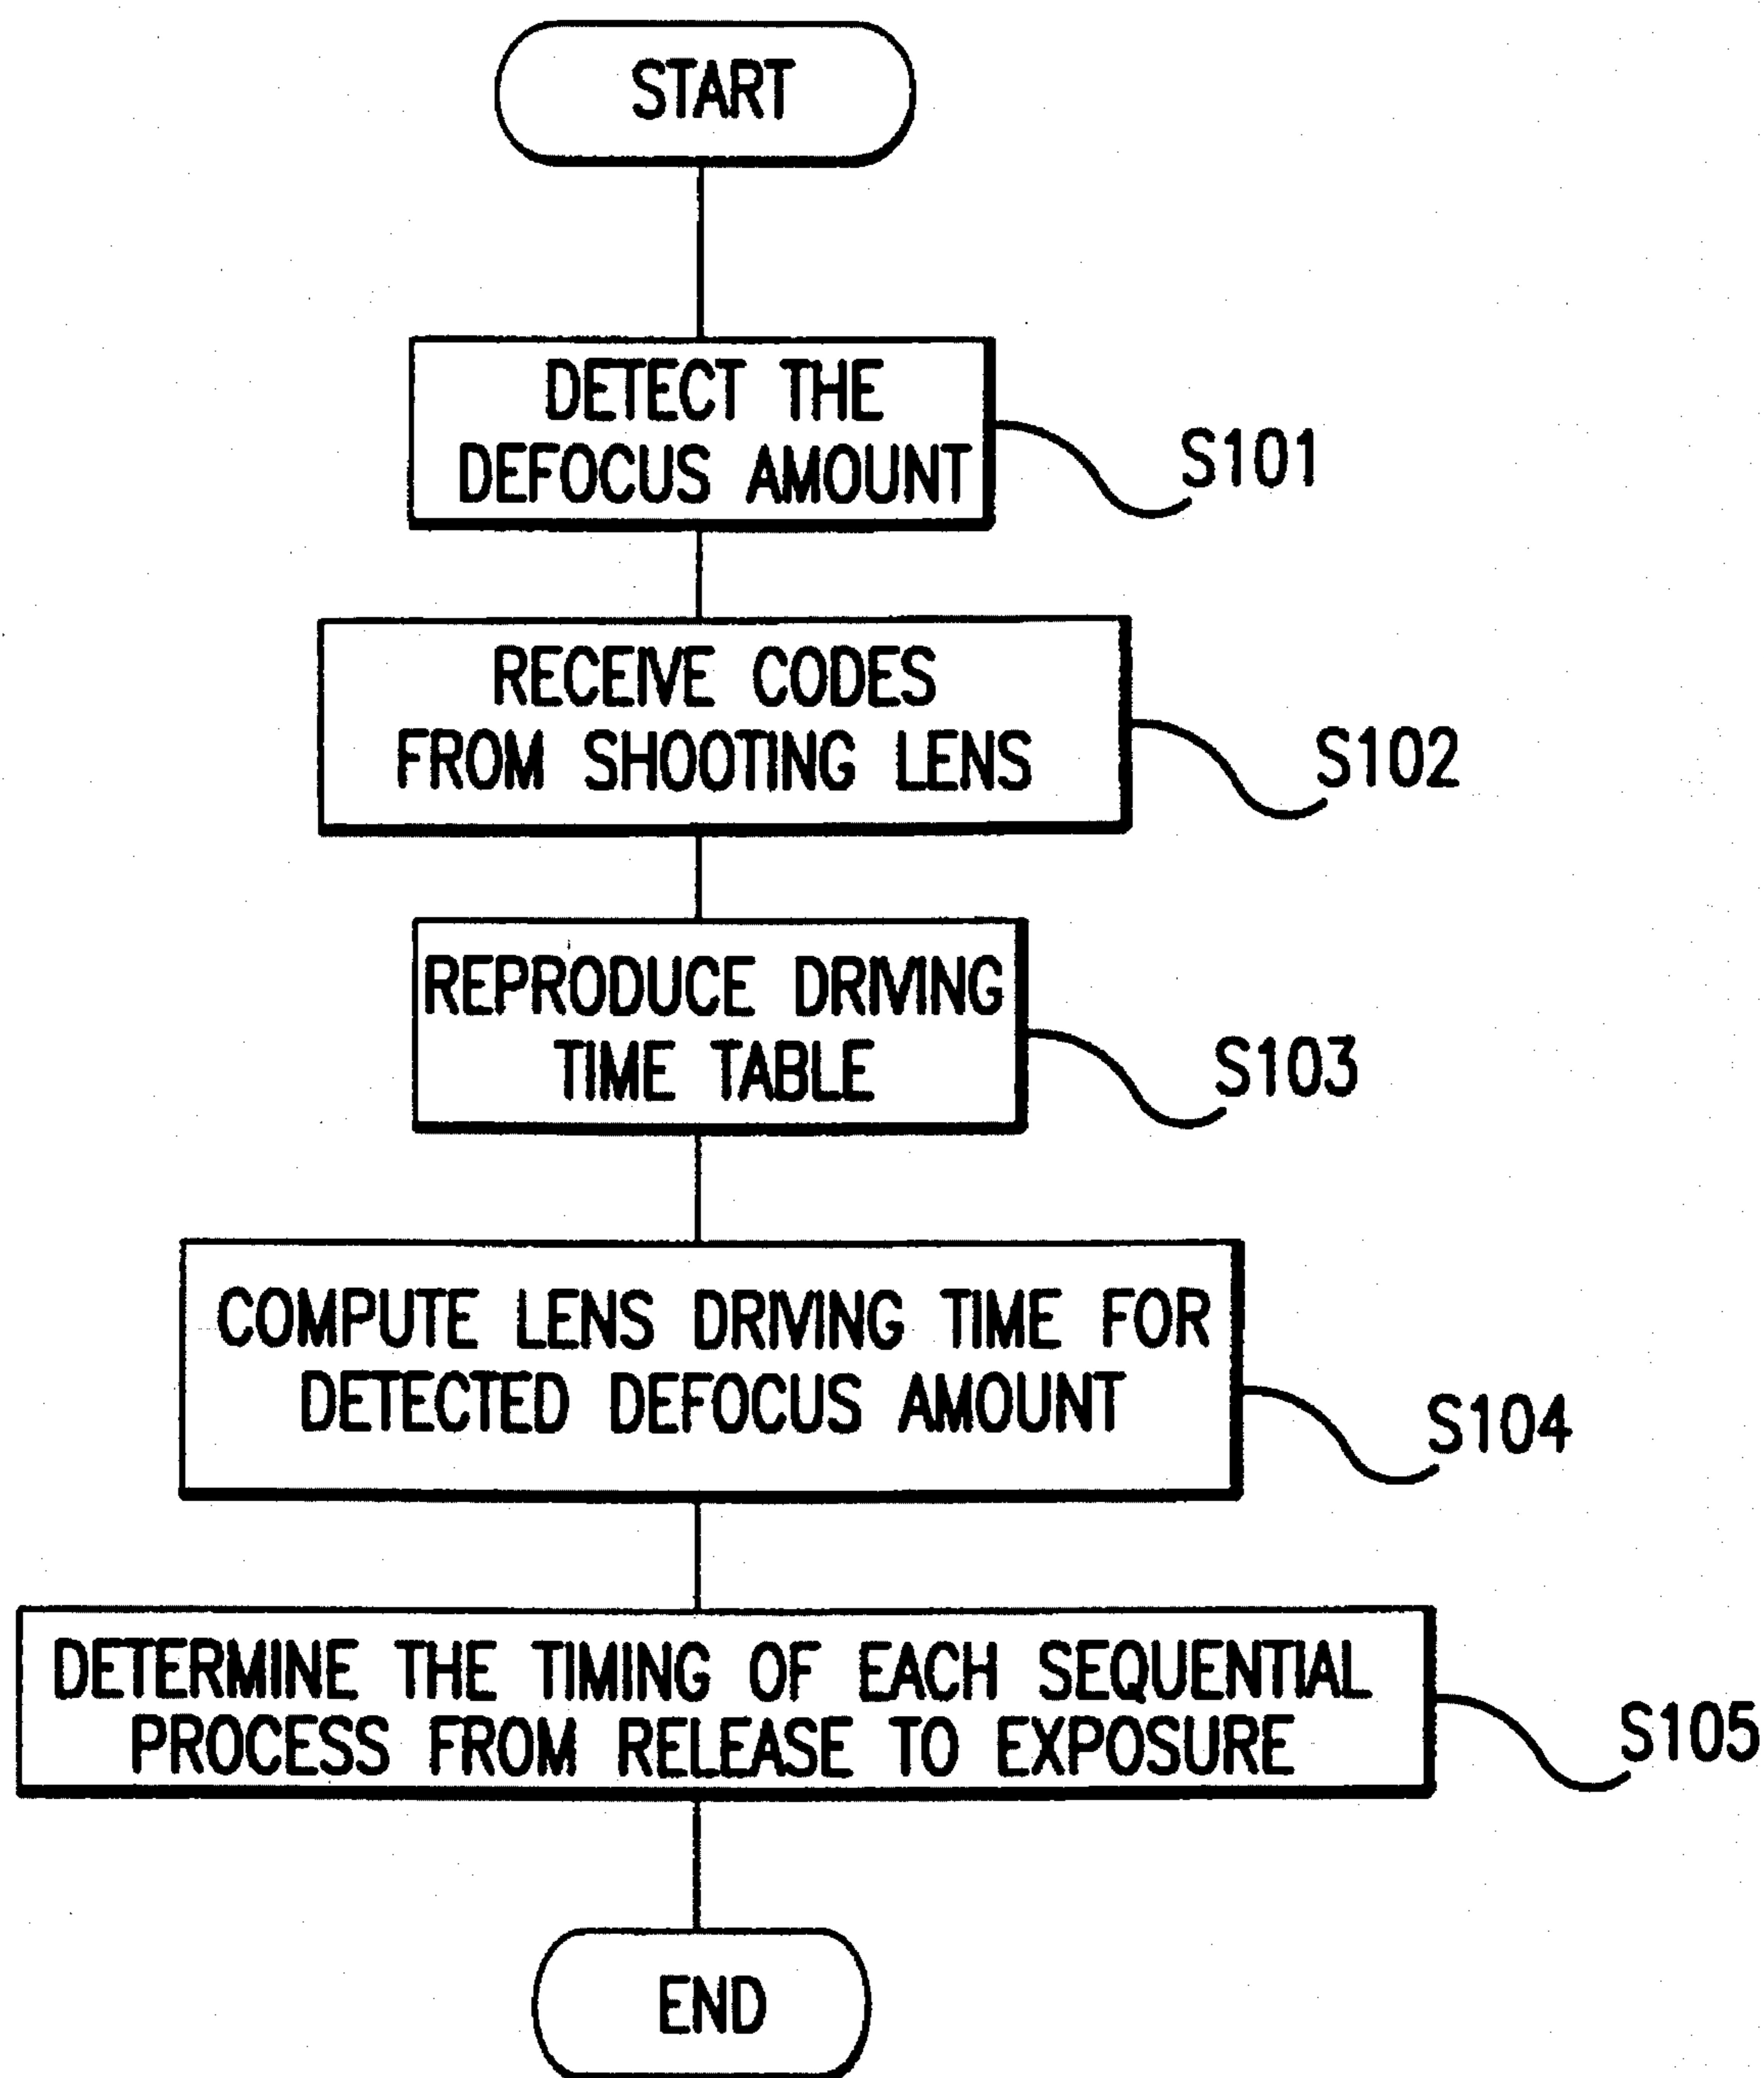 START
DETECT THE
DEFOCUS AMOUNT
S101
RECEIVE CODES
FROM SHOOTING LENS
S102
REPRODUCE DRIVING
TIME TABLE
S103
COMPUTE LENS DRIVING TIME FOR
DETECTED DEFOCUS AMOUNT
S104
DETERMINE THE TIMING OF EACH SEQUENTIAL
PROCESS FROM RELEASE TO EXPOSURE
S105
END